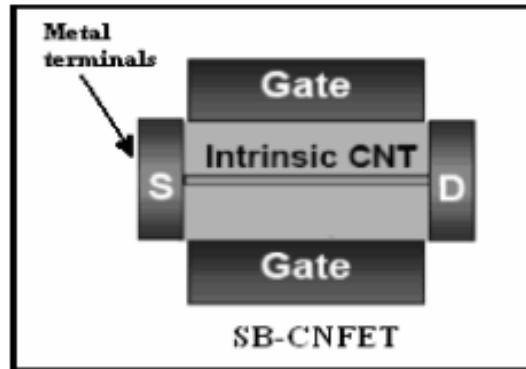 Metal
terminals
Gate
Intrinsic CNT
S
D
Gate
SB-CNFET